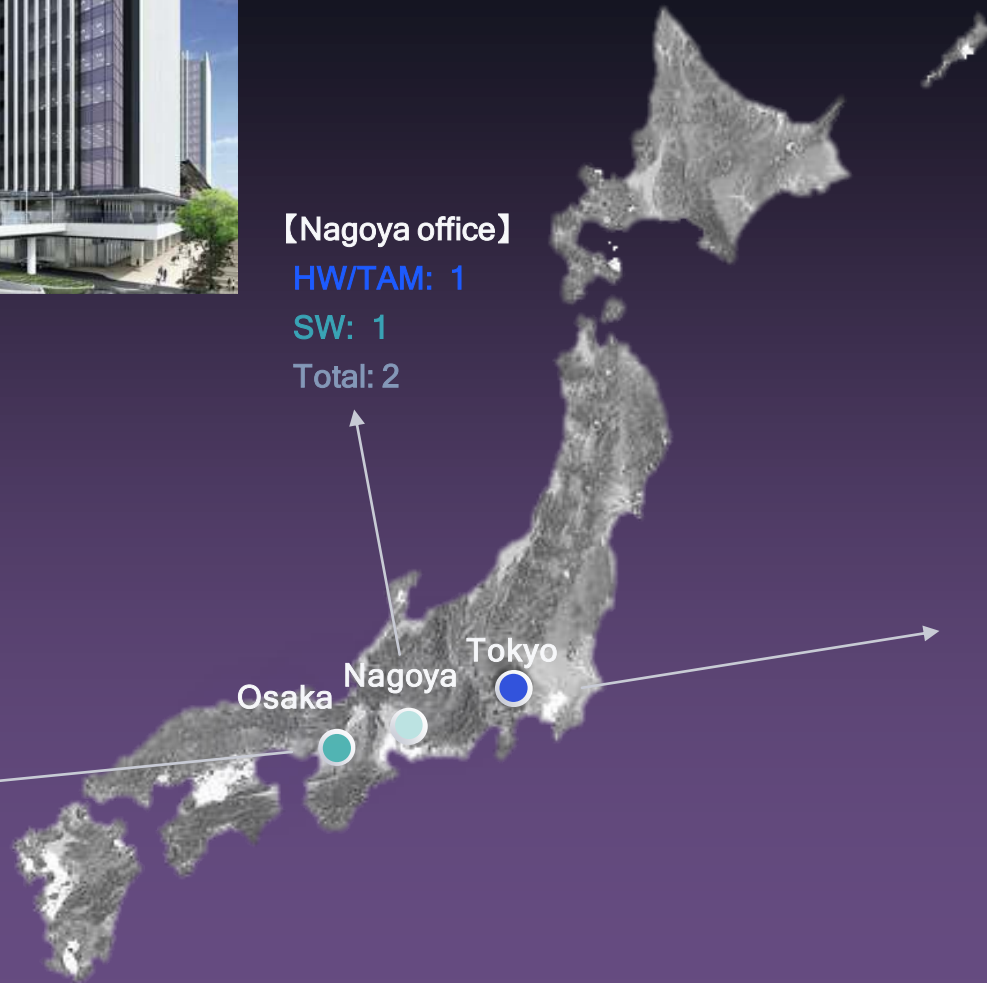 【Nagoya office】
HW/TAM: 1
SW: 1
Total: 2
Tokyo
Nagoya
Osaka